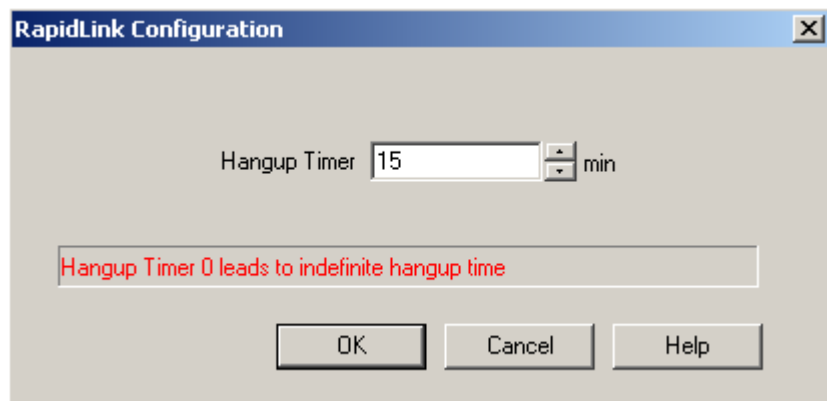 RapidLink Configuration
Hangup Timer 15 min
Hangup Timer 0 leads to indefinite hangup time
OK Cancel Help